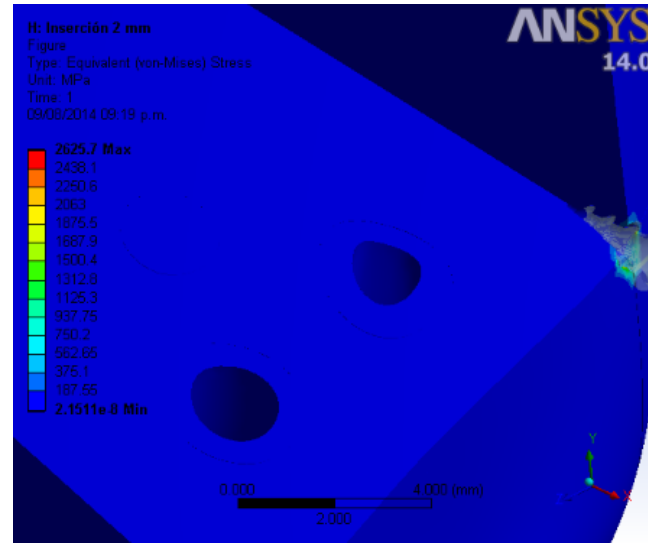 H: Inserción 2 mm
Figure
Type: Equivalent (von-Mises) Stress
Unit: MPa
Time: 1
09/08/2014 09:19 p.m.
ANSYS
14.0
2625.7 Max
2438.1
2250.6
2063
1875.5
1687.9
1500.4
1312.8
1125.3
937.75
750.2
562.65
375.1
187.55
2.1511e-8 Min
0.000
4.000 (mm)
2.000
Y
Z
X